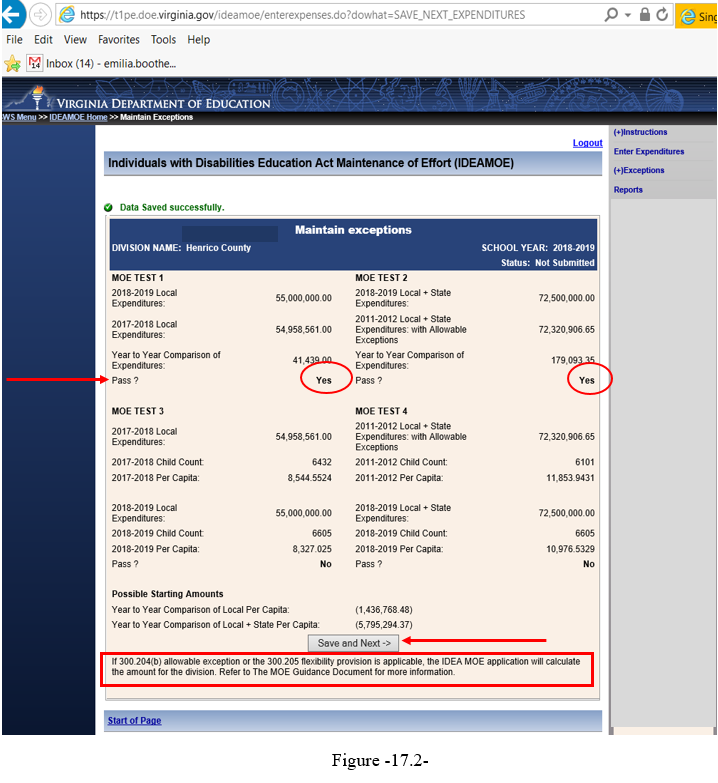 https://t1pe.doe.virginia.gov/ideamoe/enterexpenses.do?dowhat=SAVE_NEXT_EXPENDITURES
Sing
File Edit View Favorites Tools Help
Inbox (14) - emilia.boothe...
VIRGINIA DEPARTMENT OF EDUCATION
WS Menu >> IDEAMOE Home >> Maintain Exceptions
Logout
Individuals with Disabilities Education Act Maintenance of Effort (IDEAMOE)
(+)Instructions
Enter Expenditures
(+)Exceptions
Reports
Data Saved successfully.
Maintain exceptions
DIVISION NAME: Henrico County SCHOOL YEAR: 2018-2019
Status: Not Submitted
MOE TEST 1 MOE TEST 2
2018-2019 Local Expenditures: 55,000,000.00 2018-2019 Local + State Expenditures: 72,500,000.00
2017-2018 Local Expenditures: 54,958,561.00 2011-2012 Local + State Expenditures: with Allowable Exceptions 72,320,906.65
Year to Year Comparison of Expenditures: 41,439.00 Year to Year Comparison of Expenditures: 179,093.35
Pass ? Yes Pass ? Yes
MOE TEST 3 MOE TEST 4
2017-2018 Local Expenditures: 54,958,561.00 2011-2012 Local + State Expenditures: with Allowable Exceptions 72,320,906.65
2017-2018 Child Count: 6432 2011-2012 Child Count: 6101
2017-2018 Per Capita: 8,544.5524 2011-2012 Per Capita: 11,853.9431
2018-2019 Local Expenditures: 55,000,000.00 2018-2019 Local + State Expenditures: 72,500,000.00
2018-2019 Child Count: 6605 2018-2019 Child Count: 6605
2018-2019 Per Capita: 8,327.025 2018-2019 Per Capita: 10,976.5329
Pass ? No Pass ? No
Possible Starting Amounts
Year to Year Comparison of Local Per Capita: (1,436,768.48)
Year to Year Comparison of Local + State Per Capita: (5,795,294.37)
Save and Next ->
If 300.204(b) allowable exception or the 300.205 flexibility provision is applicable, the IDEA MOE application will calculate
the amount for the division. Refer to The MOE Guidance Document for more information.
Start of Page
Figure -17.2-